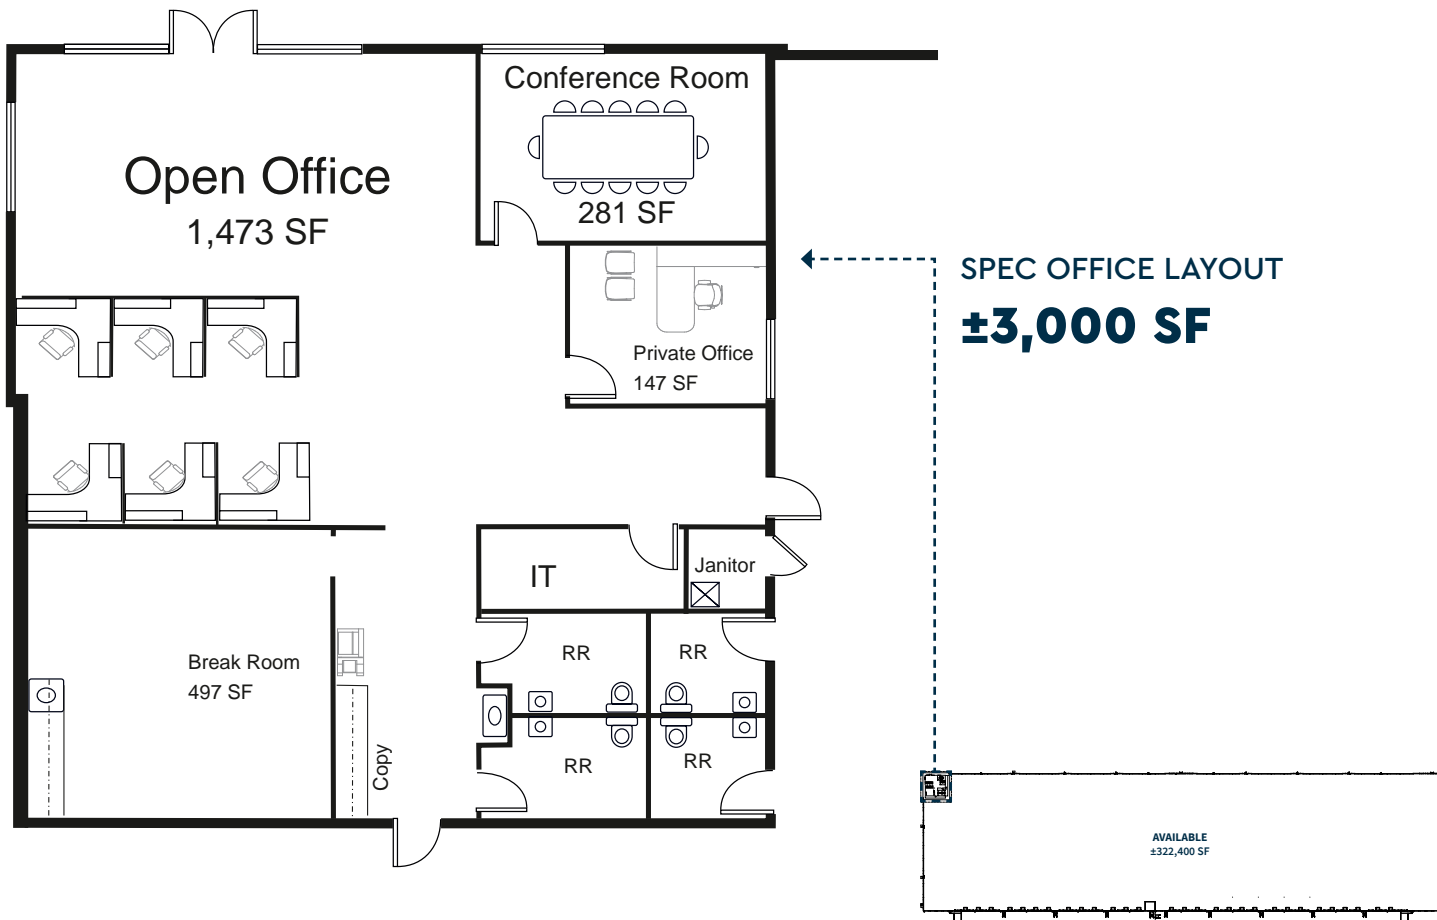 Conference Room
281 SF
Open Office
1,473 SF
SPEC OFFICE LAYOUT
±3,000 SF
Private Office
147 SF
IT
Janitor
Break Room
497 SF
Copy
RR
RR
RR
RR
AVAILABLE
±322,400 SF